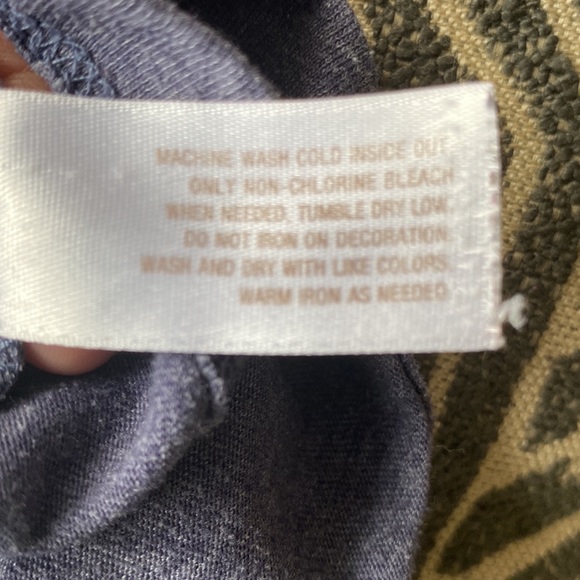 MACHINE WASH COLD INSIDE OUT
ONLY NON-CHLORINE BLEACH
WHEN NEEDED. TUMBLE DRY LOW.
DO NOT IRON ON DECORATION.
WASH AND DRY WITH LIKE COLORS.
WARM IRON AS NEEDED.